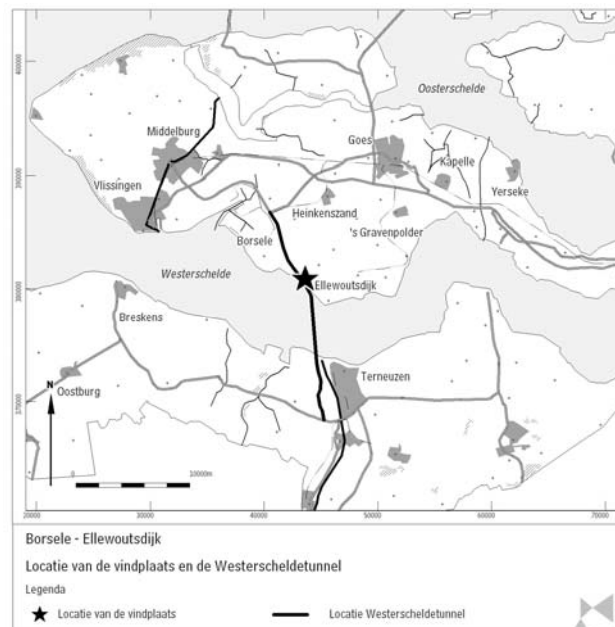 400000
Oosterschelde
Middelburg
Goes
Kapelle
390000
Vlissingen
Yerseke
Heinkenszand
's Gravenpolder
Borsele
Westerschelde
Ellewoutsdijk
380000
Breskens
Terneuzen
Oostburg
N
370000
0 10000m
20000 30000 40000 50000 60000 70000
Borsele - Ellewoutsdijk
Locatie van de vindplaats en de Westerscheldetunnel
Legenda
Locatie van de vindplaats Locatie Westerscheldetunnel